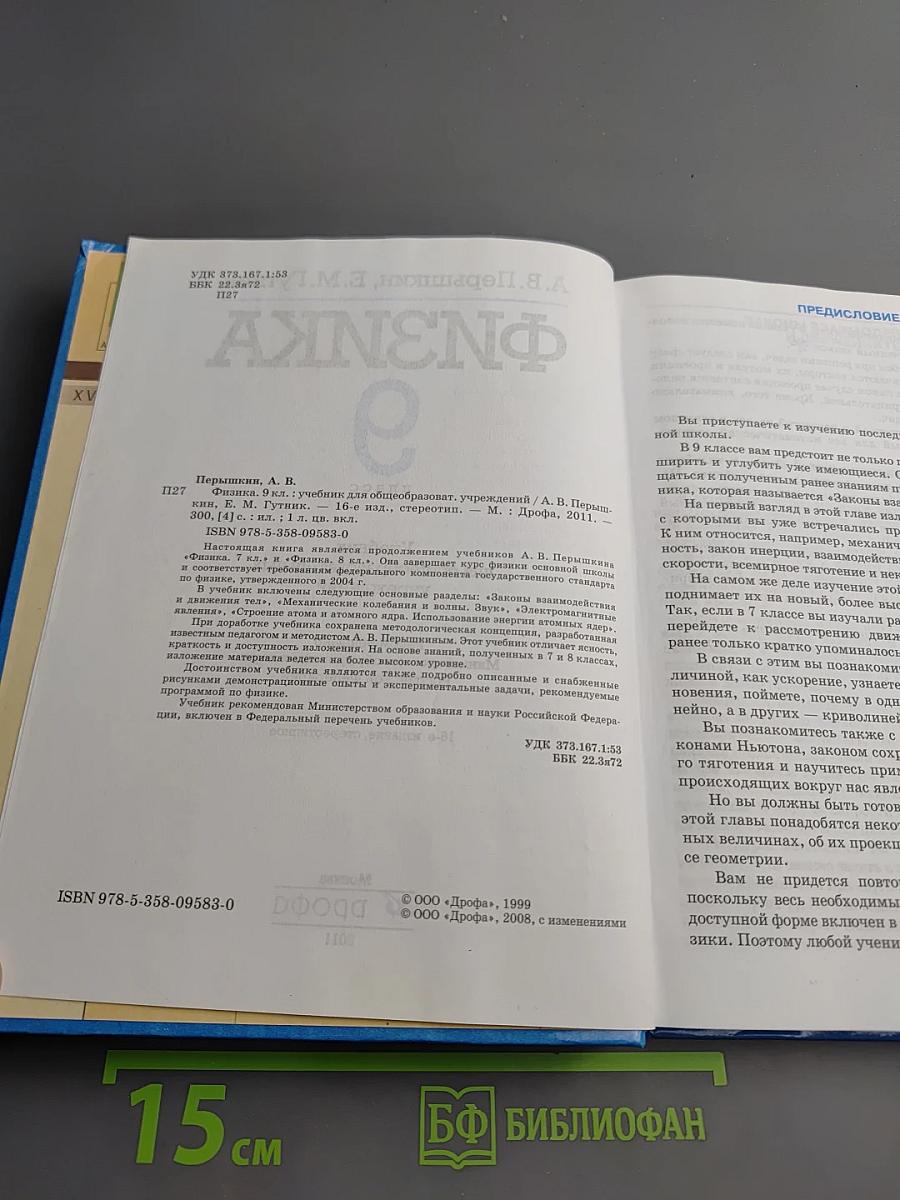 УДК 373.167.1:53
ББК 22.3я72
П27
Перышкин, А. В.
П27 Физика. 9 кл. : учебник для общеобразоват. учреждений / А. В. Перыш-
кин, Е. М. Гутник. — 16-е изд., стереотип. — М. : Дрофа, 2011. —
300, [4] с. : ил. ; 1 л. цв. вкл.
ISBN 978-5-358-09583-0
Настоящая книга является продолжением учебников А. В. Перышкина
«Физика. 7 кл.» и «Физика. 8 кл.». Она завершает курс физики основной школы
и соответствует требованиям федерального компонента государственного стандарта
по физике, утвержденного в 2004 г.
В учебник включены следующие основные разделы: «Законы взаимодействия
и движения тел», «Механические колебания и волны. Звук», «Электромагнитные
явления», «Строение атома и атомного ядра. Использование энергии атомных ядер».
При доработке учебника сохранена методологическая концепция, разработанная
известным педагогом и методистом А. В. Перышкиным. Этот учебник отличает ясность,
краткость и доступность изложения. На основе знаний, полученных в 7 и 8 классах,
изложение материала ведется на более высоком уровне.
Достоинством учебника являются также подробно описанные и снабженные
рисунками демонстрационные опыты и экспериментальные задачи, рекомендуемые
программой по физике.
Учебник рекомендован Министерством образования и науки Российской Федера-
ции, включен в Федеральный перечень учебников.
УДК 373.167.1:53
ББК 22.3я72
ISBN 978-5-358-09583-0
© ООО «Дрофа», 1999
© ООО «Дрофа», 2008, с изменениями
XV
ПРЕДИСЛОВИЕ
Вы приступаете к изучению послед
ной школы.
В 9 классе вам предстоит не только п
ширить и углубить уже имеющиеся. С
щаться к полученным ранее знаниям п
ника, которая называется «Законы вза
На первый взгляд в этой главе изл
с которыми вы уже встречались пр
К ним относится, например, механич
ность, закон инерции, взаимодейств
скорости, всемирное тяготение и нек
На самом же деле изучение этой
поднимает их на новый, более выс
Так, если в 7 классе вы изучали ра
перейдете к рассмотрению движ
ранее только кратко упоминалось
В связи с этим вы познакоми
личиной, как ускорение, узнаете
новения, поймете, почему в одн
нейно, а в других — криволиней
Вы познакомитесь также с
конами Ньютона, законом сохр
го тяготения и научитесь прим
происходящих вокруг нас явле
Но вы должны быть готов
этой главы понадобятся некот
ных величинах, об их проекц
се геометрии.
Вам не придется повто
поскольку весь необходимы
доступной форме включен в
зики. Поэтому любой учени
15 см
БФ БИБЛИОФАН